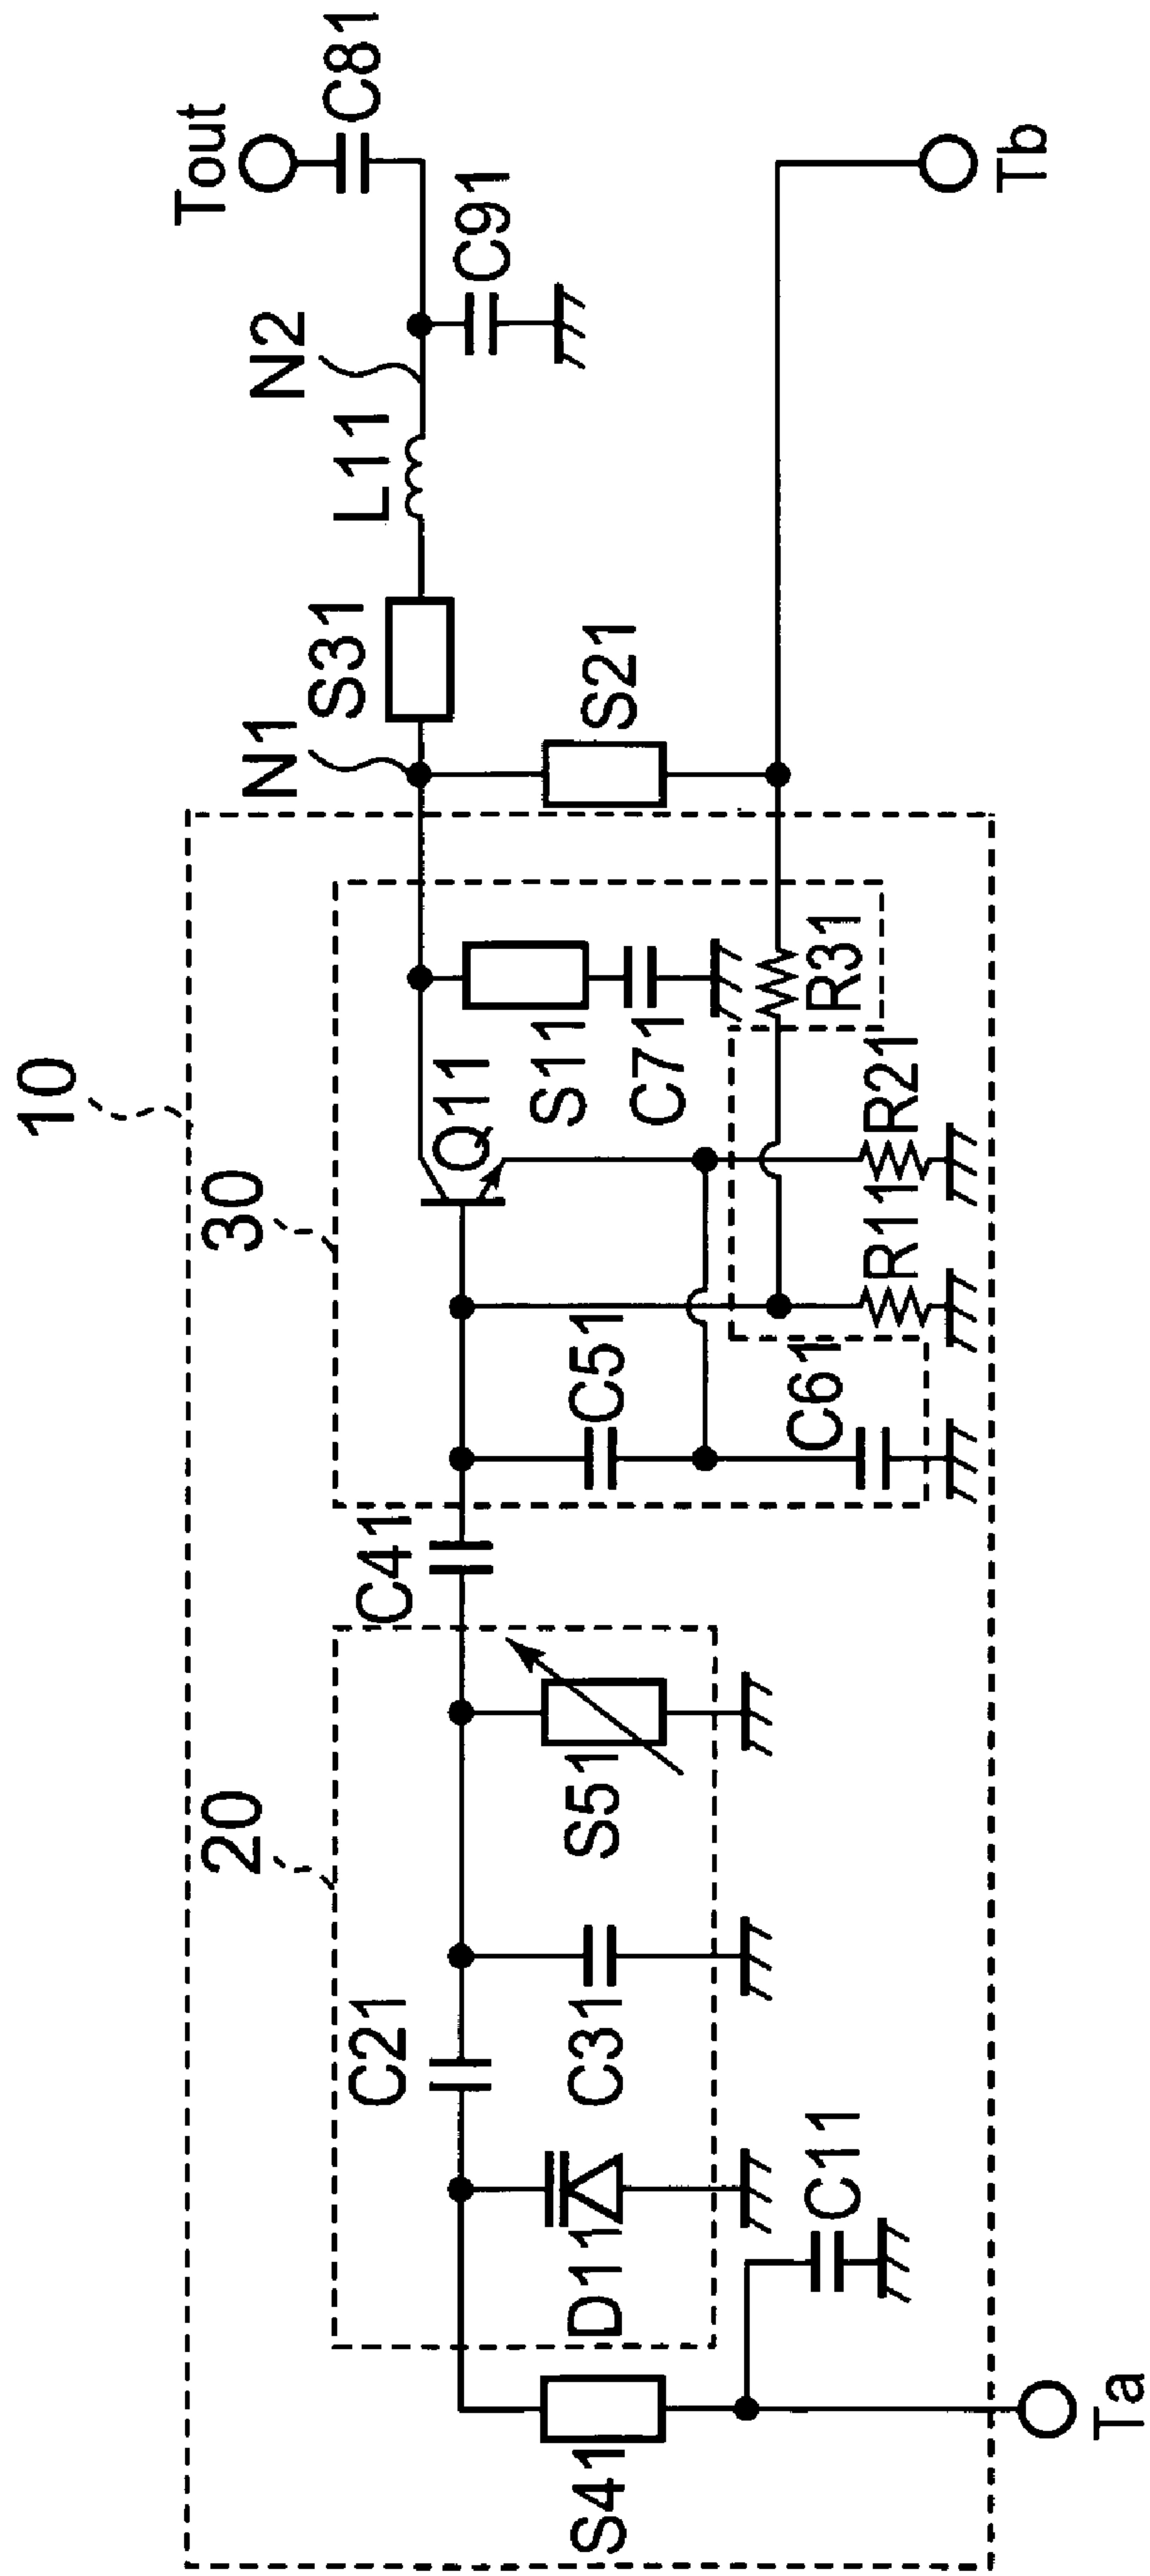 10
20
30
N1
N2
Tout
C81
C91
L11
S31
S21
Q11
S11
C71
R31
R21
R11
C51
C61
C41
C21
S51
C31
D11
C11
S41
Ta
Tb